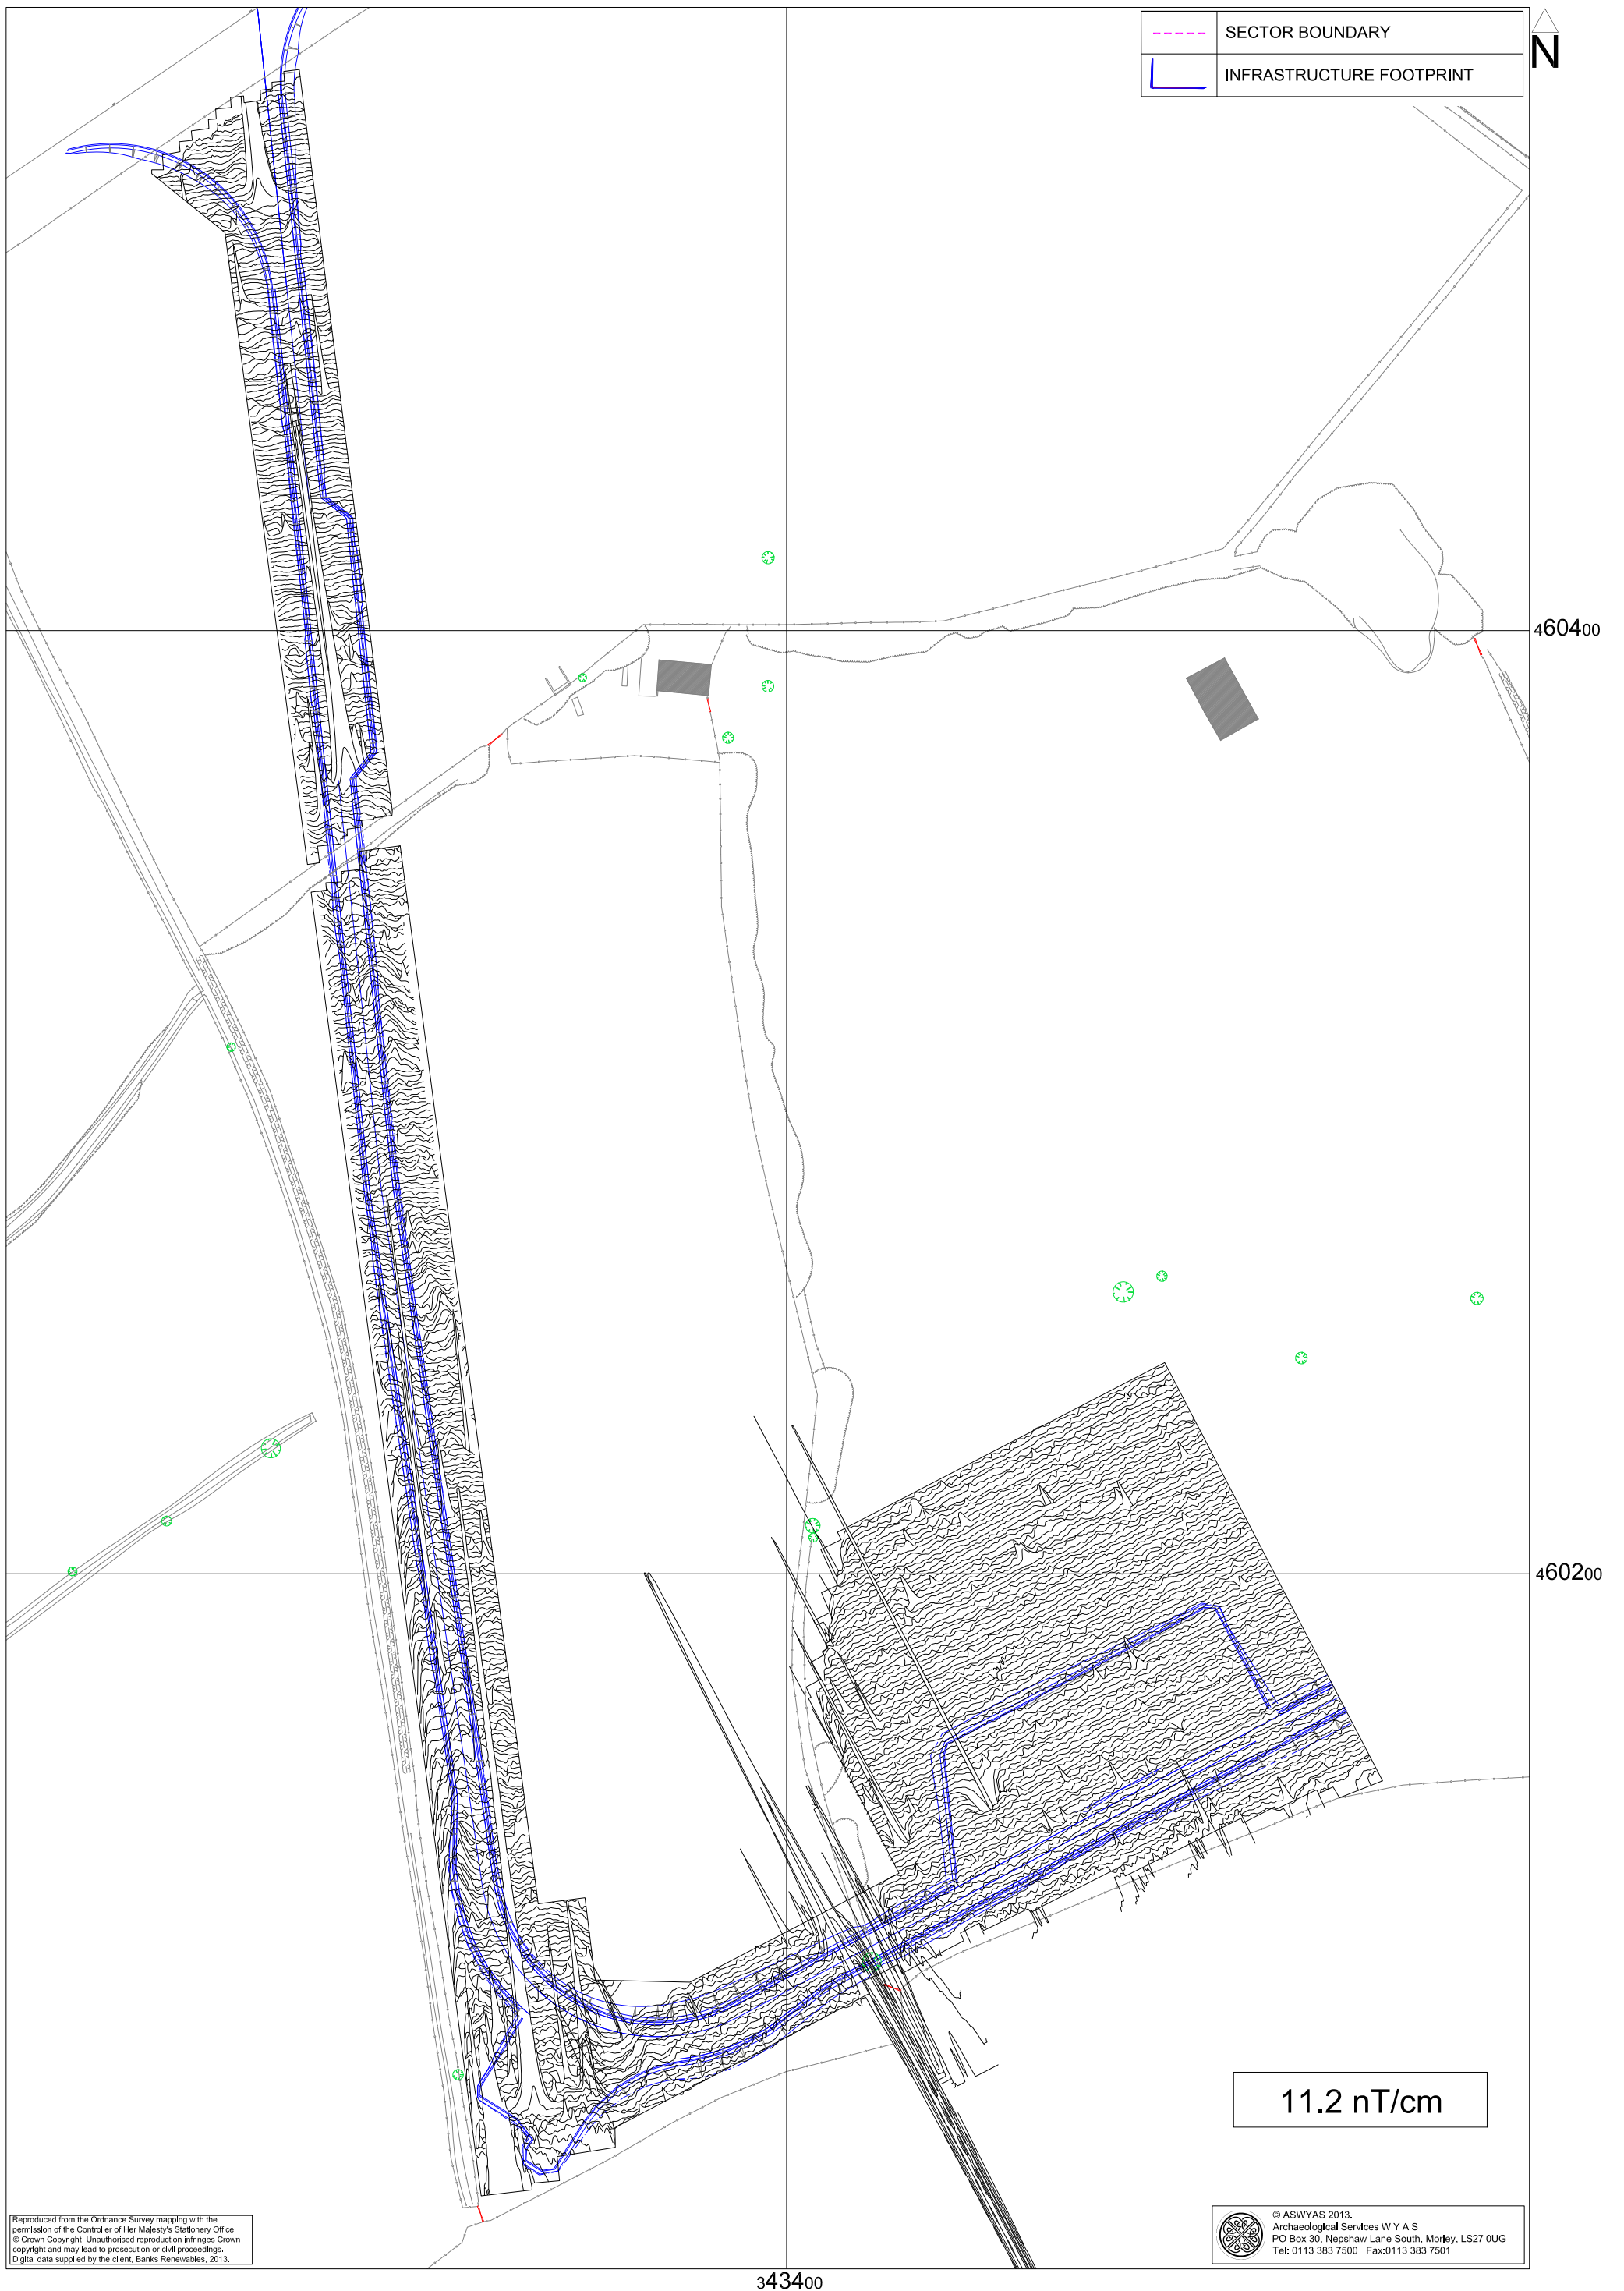 SECTOR BOUNDARY
INFRASTRUCTURE FOOTPRINT
N
460400
460200
11.2 nT/cm
Reproduced from the Ordnance Survey mapping with the
permission of the Controller of Her Majesty's Stationery Office.
© Crown Copyright. Unauthorised reproduction infringes Crown
copyright and may lead to prosecution or civil proceedings.
Digital data supplied by the client, Banks Renewables, 2013.
© ASWYAS 2013.
Archaeological Services W Y A S
PO Box 30, Nepshaw Lane South, Morley, LS27 0UG
Tel: 0113 383 7500 Fax:0113 383 7501
343400